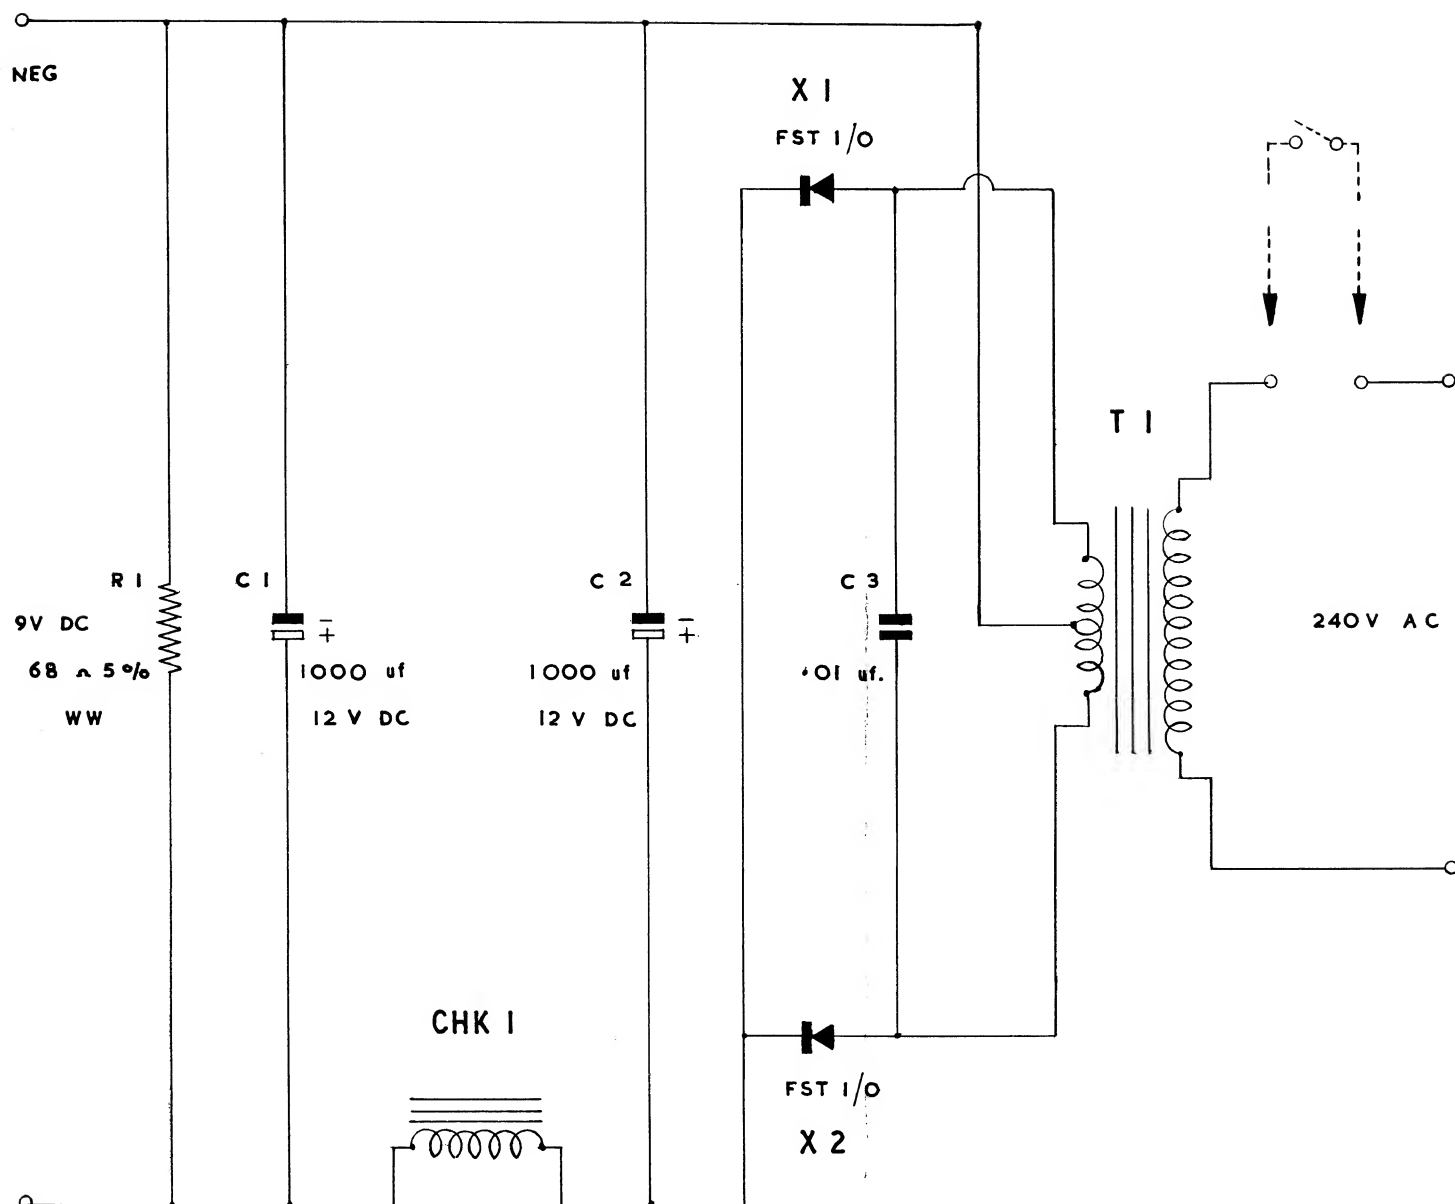 NEG
X 1
FST 1/0
T 1
R 1
C 1
C 2
C 3
9V DC
68 Ω 5%
WW
− +
1000 uf
12 V DC
− +
1000 uf
12 V DC
.01 uf.
240V AC
CHK 1
FST 1/0
X 2